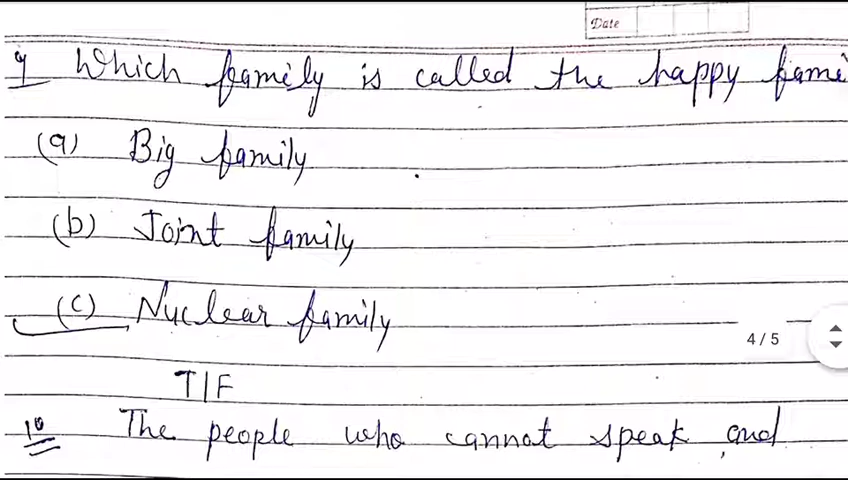 Date
9 Which family is called the happy fami
(a) Big family
(b) Joint family
(c) Nuclear family
4 / 5
T/F
10 The people who cannot speak and